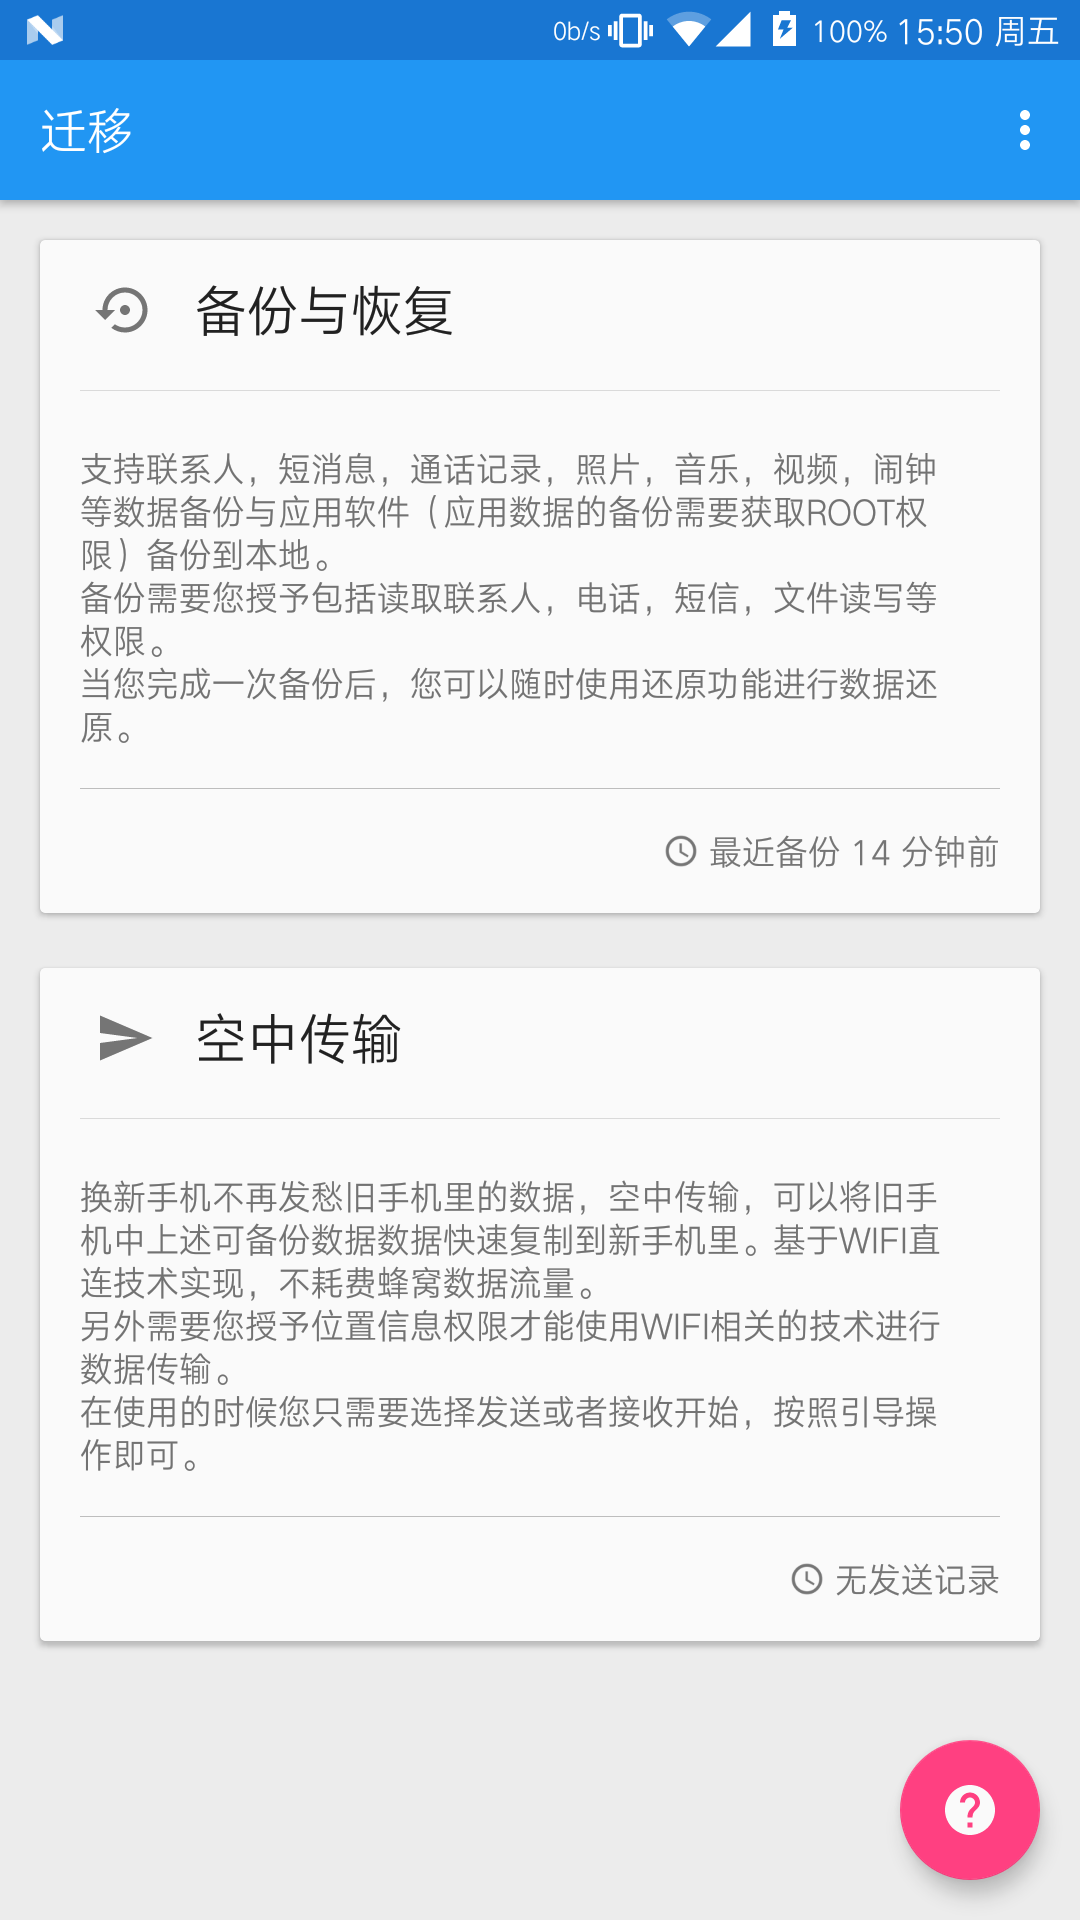 0b/s 100% 15:50 周五
迁移
备份与恢复
支持联系人，短消息，通话记录，照片，音乐，视频，闹钟
等数据备份与应用软件（应用数据的备份需要获取ROOT权
限）备份到本地。
备份需要您授予包括读取联系人，电话，短信，文件读写等
权限。
当您完成一次备份后，您可以随时使用还原功能进行数据还
原。
最近备份 14 分钟前
空中传输
换新手机不再发愁旧手机里的数据，空中传输，可以将旧手
机中上述可备份数据数据快速复制到新手机里。基于WIFI直
连技术实现，不耗费蜂窝数据流量。
另外需要您授予位置信息权限才能使用WIFI相关的技术进行
数据传输。
在使用的时候您只需要选择发送或者接收开始，按照引导操
作即可。
无发送记录